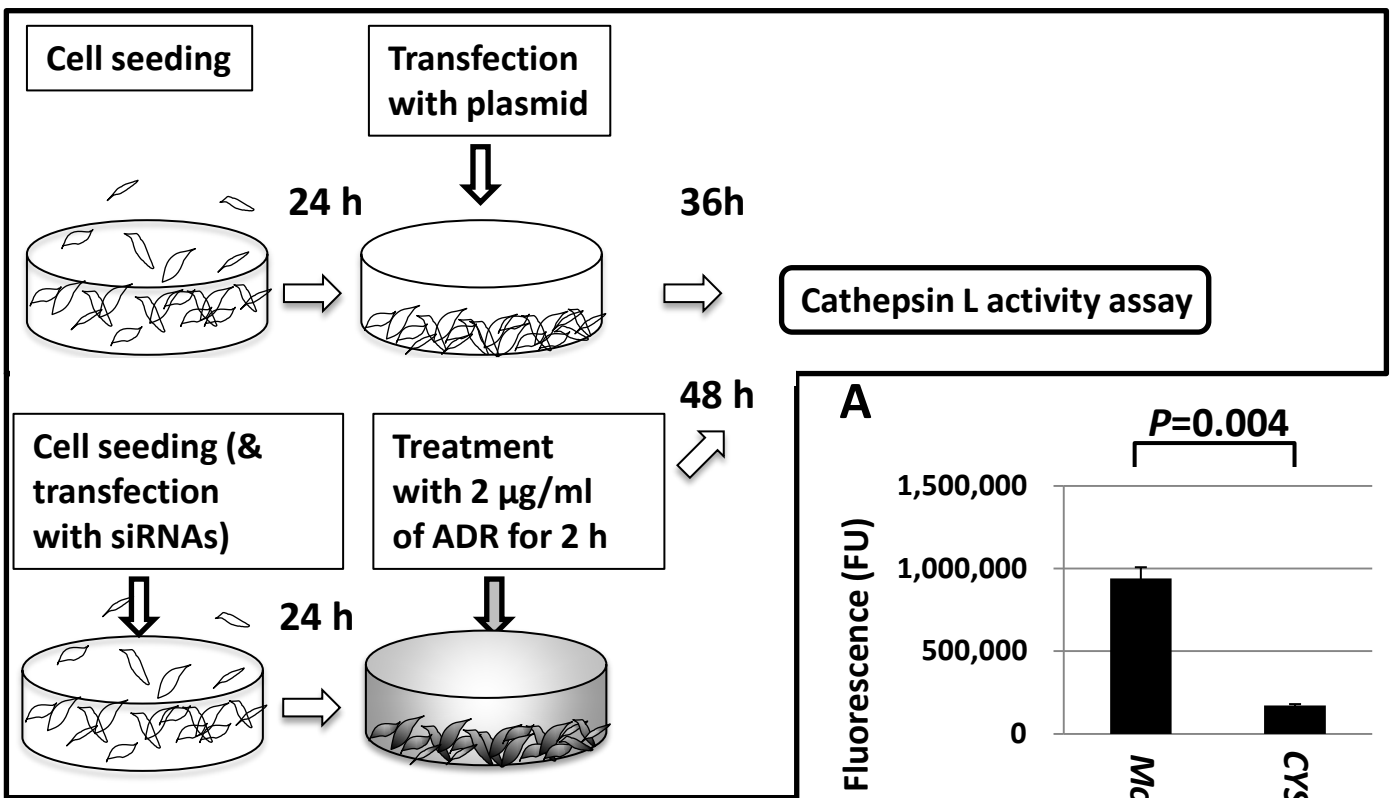 Cell seeding
Transfection
with plasmid
24 h
36h
Cathepsin L activity assay
48 h
Cell seeding (&
transfection
with siRNAs)
Treatment
with 2 µg/ml
of ADR for 2 h
24 h
A
P=0.004
Fluorescence (FU)
1,500,000
1,000,000
500,000
0